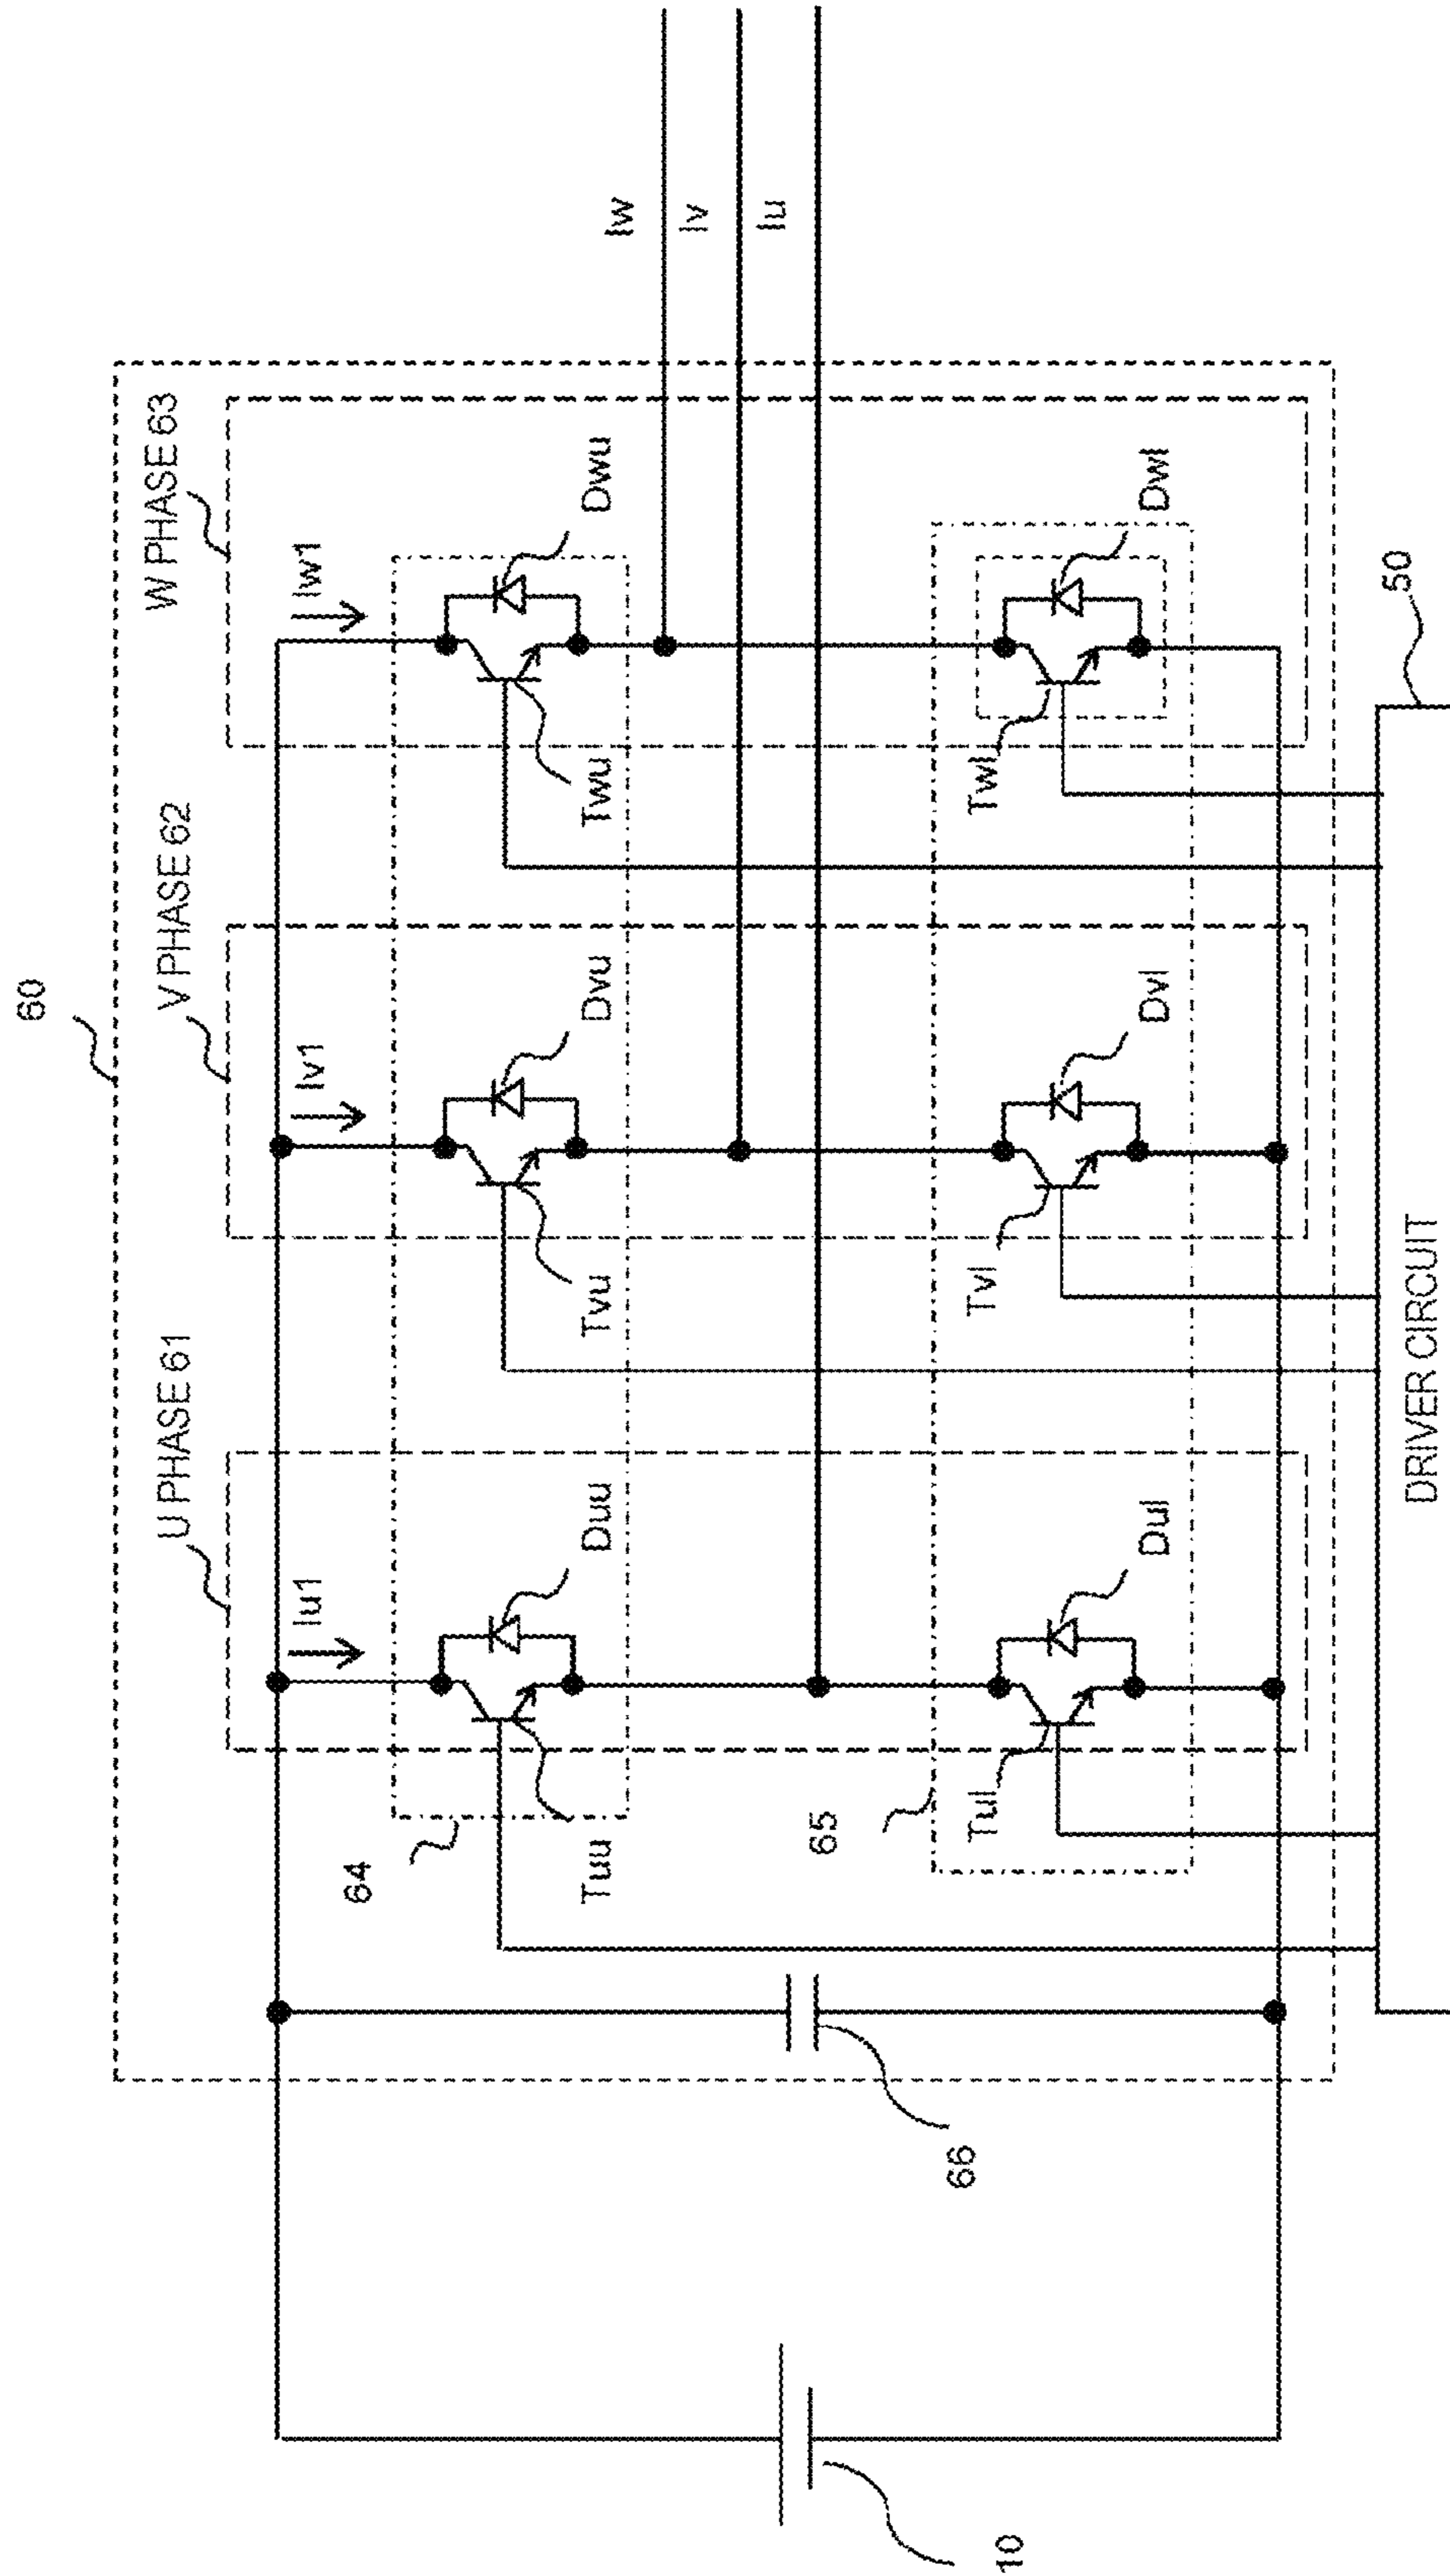 60
U PHASE 61
V PHASE 62
W PHASE 63
Iu1
Iv1
Iw1
64
Tuu
Duu
Tvu
Dvu
Twu
Dwu
Iw
Iv
Iu
65
Tul
Dul
Tvl
Dvl
Twl
Dwl
66
10
50
DRIVER CIRCUIT